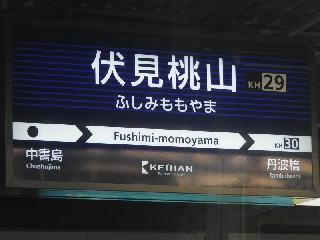 伏見桃山 KH 29
ふしみももやま
Fushimi-momoyama
KH 30
中書島 丹波橋
Chushojima Tambabashi
KEIHAN